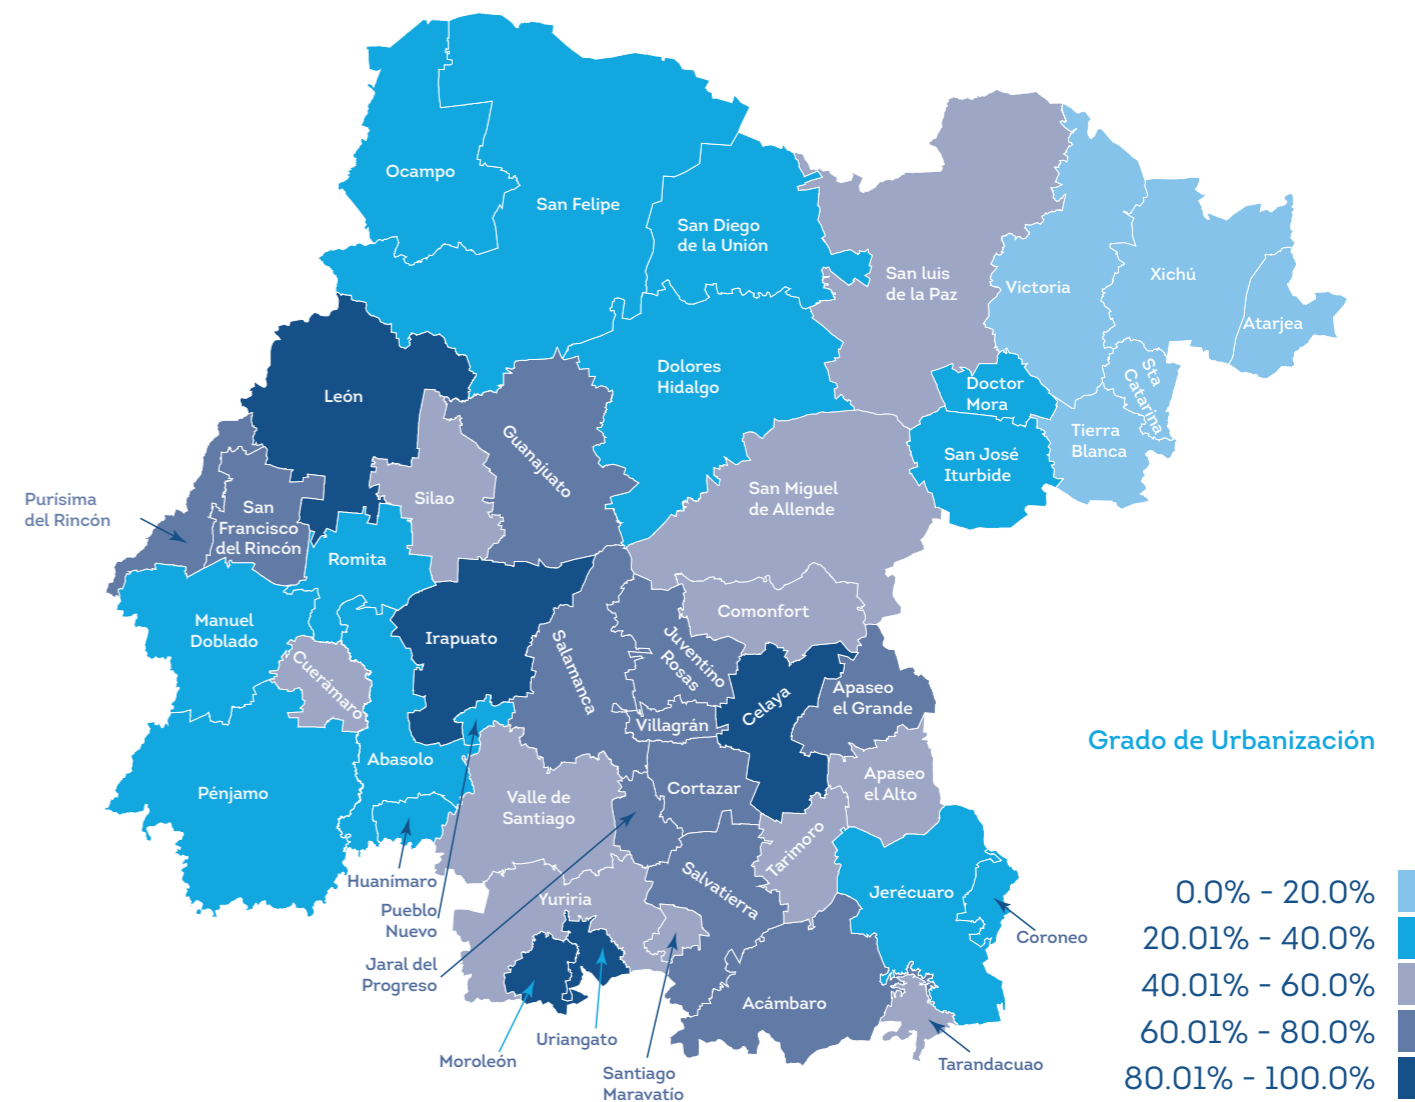 Ocampo
San Felipe
San Diego
de la Unión
San luis
de la Paz
Victoria
Xichú
Atarjea
Dolores
Hidalgo
León
Doctor
Mora
Sta
Catarina
Tierra
Blanca
San José
Iturbide
Guanajuato
Silao
San Miguel
de Allende
Purísima
del Rincón
San
Francisco
del Rincón
Romita
Manuel
Doblado
Comonfort
Irapuato
Salamanca
Juventino
Rosas
Cuerámaro
Celaya
Apaseo
el Grande
Villagrán
Abasolo
Pénjamo
Cortazar
Apaseo
el Alto
Valle de
Santiago
Tarimoro
Huanímaro
Salvatierra
Jerécuaro
Yuriria
Pueblo
Nuevo
Coroneo
Jaral del
Progreso
Acámbaro
Uriangato
Moroleón
Santiago
Maravatío
Tarandacuao
Grado de Urbanización
0.0% - 20.0%
20.01% - 40.0%
40.01% - 60.0%
60.01% - 80.0%
80.01% - 100.0%